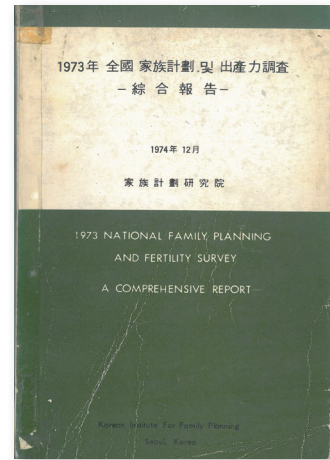 1973年 全國 家族計劃 및 出産力調査
-綜合報告-
1974年 12月
家族計劃研究院
1973 NATIONAL FAMILY PLANNING
AND FERTILITY SURVEY
A COMPREHENSIVE REPORT
Korean Institute For Family Planning
Seoul, Korea